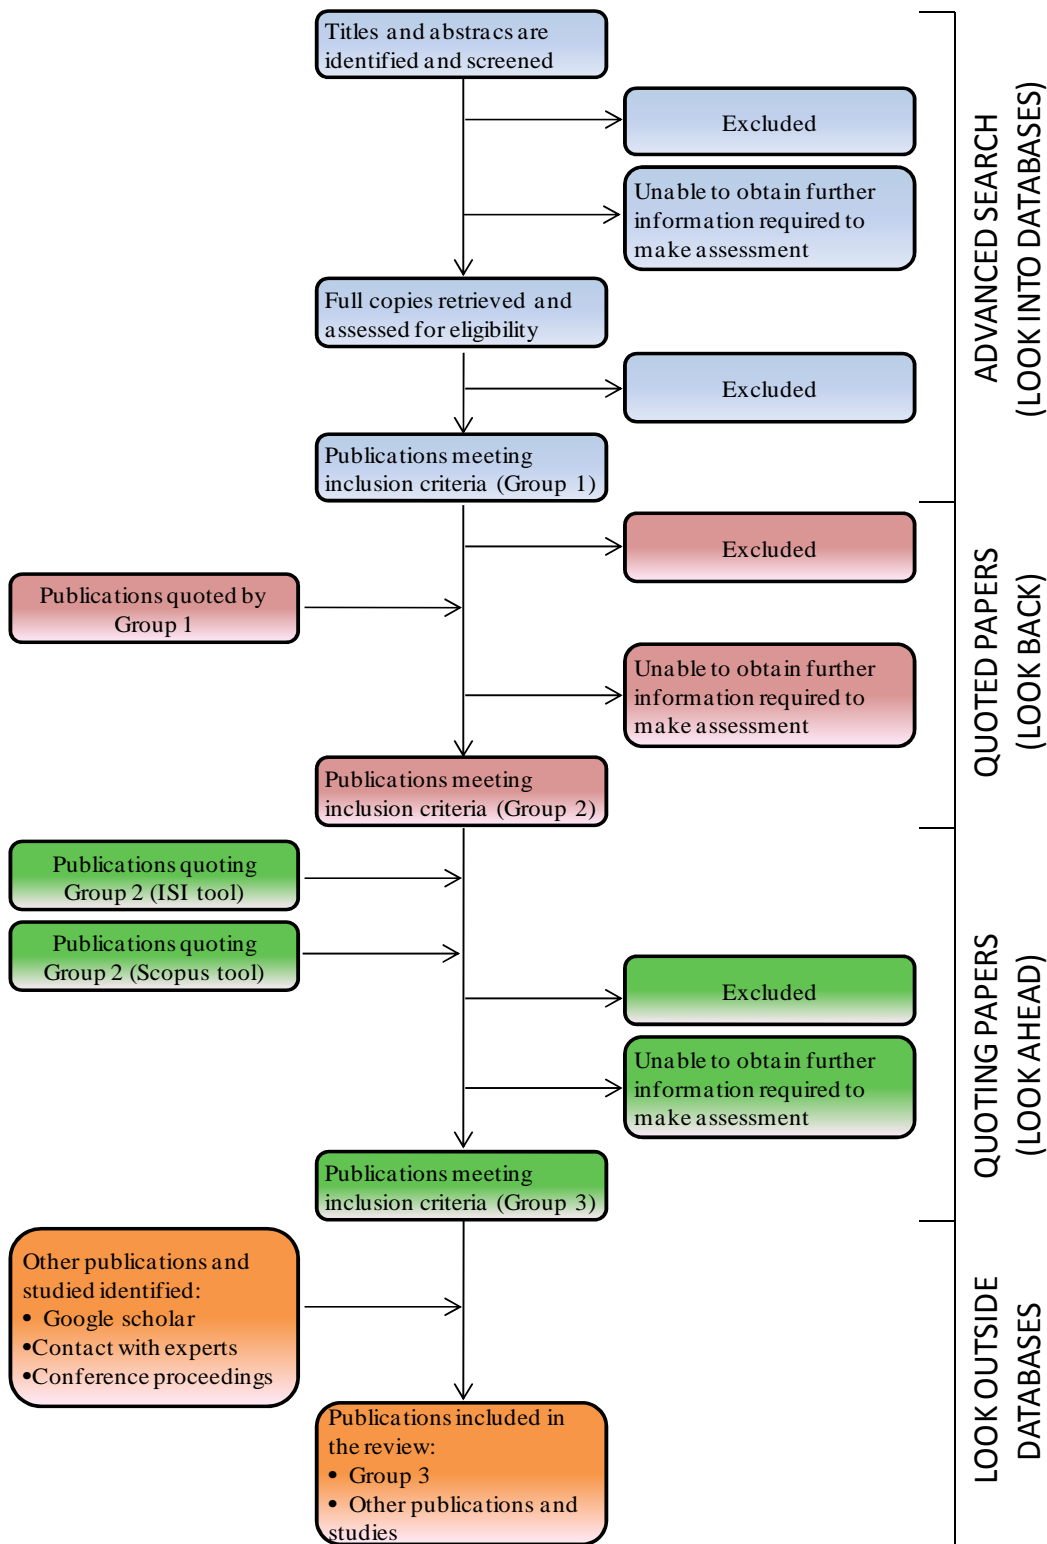 Titles and abstracs are
identified and screened
Excluded
Unable to obtain further
information required to
make assessment
Full copies retrieved and
assessed for eligibility
Excluded
Publications meeting
inclusion criteria (Group 1)
ADVANCED SEARCH
(LOOK INTO DATABASES)
Excluded
Publications quoted by
Group 1
Unable to obtain further
information required to
make assessment
Publications meeting
inclusion criteria (Group 2)
QUOTED PAPERS
(LOOK BACK)
Publications quoting
Group 2 (ISI tool)
Publications quoting
Group 2 (Scopus tool)
Excluded
Unable to obtain further
information required to
make assessment
Publications meeting
inclusion criteria (Group 3)
QUOTING PAPERS
(LOOK AHEAD)
Other publications and
studied identified:
• Google scholar
•Contact with experts
•Conference proceedings
Publications included in
the review:
• Group 3
• Other publications and
studies
LOOK OUTSIDE
DATABASES